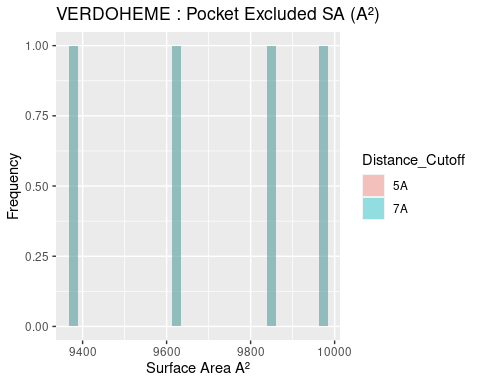 VERDOHEME : Pocket Excluded SA (A²)
1.00
0.75
0.50
0.25
0.00
Frequency
9400
9600
9800
10000
Surface Area A²
Distance_Cutoff
5A
7A